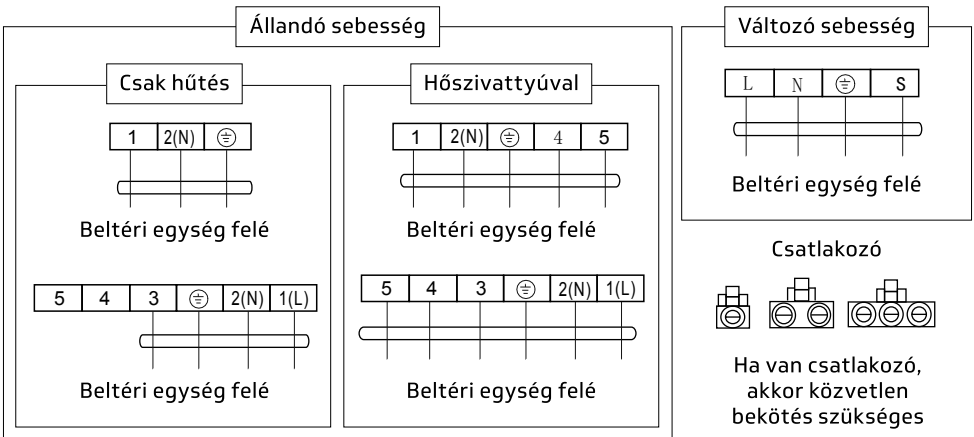 Állandó sebesség
Csak hűtés
1 2(N)
Beltéri egység felé
5 4 3 2(N) 1(L)
Beltéri egység felé
Hőszivattyúval
1 2(N) 4 5
Beltéri egység felé
5 4 3 2(N) 1(L)
Beltéri egység felé
Változó sebesség
L N S
Beltéri egység felé
Csatlakozó
Ha van csatlakozó,
akkor közvetlen
bekötés szükséges